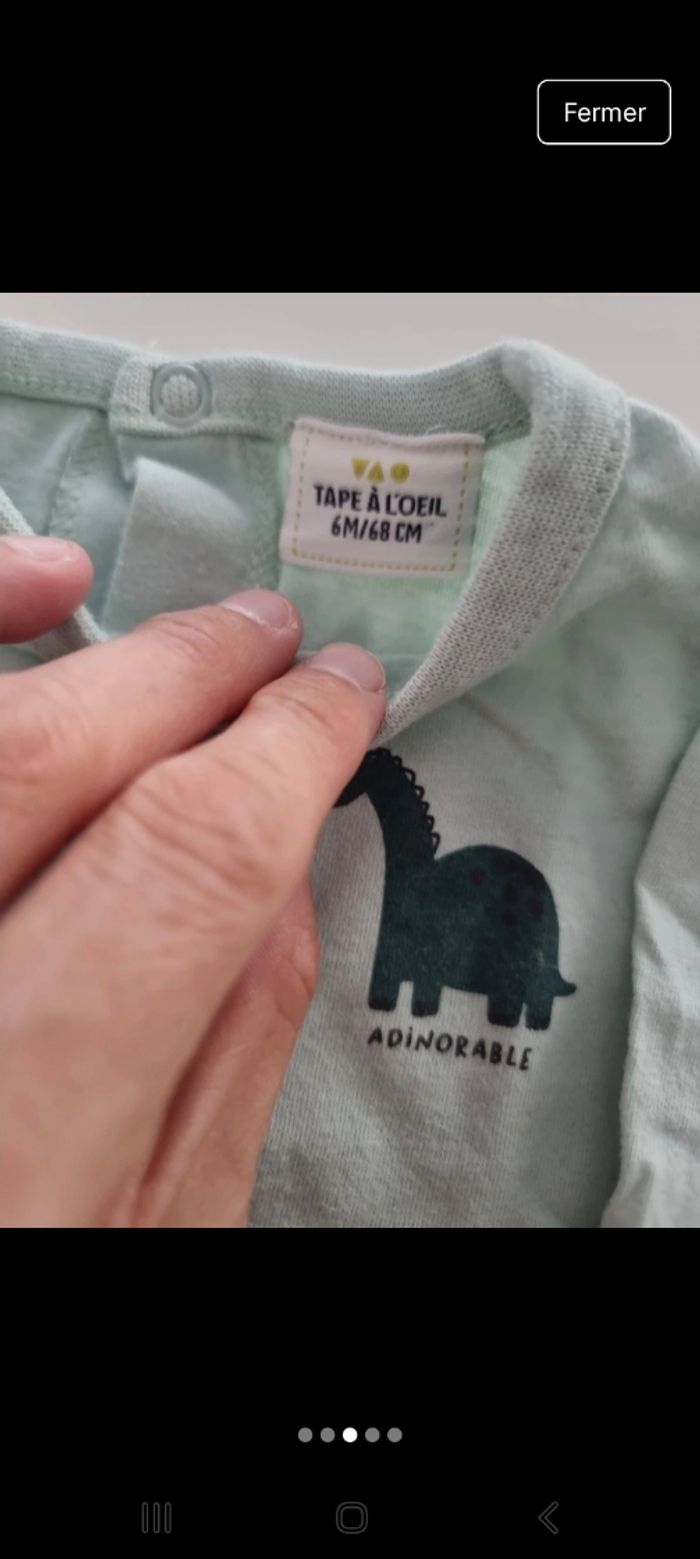 Fermer
TAPE À L'OEIL
6M/68 CM
ADiNORABLE